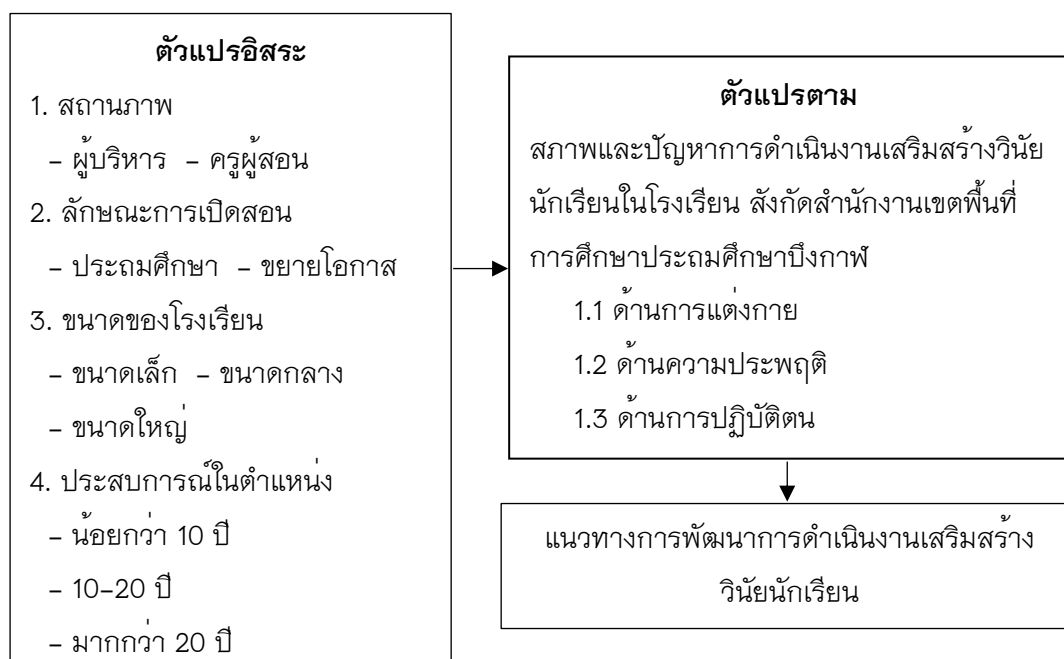 ตัวแปรอิสระ
1. สถานภาพ
– ผู้บริหาร – ครูผู้สอน
2. ลักษณะการเปิดสอน
– ประถมศึกษา – ขยายโอกาส
3. ขนาดของโรงเรียน
– ขนาดเล็ก – ขนาดกลาง
– ขนาดใหญ่
4. ประสบการณ์ในตำแหน่ง
– น้อยกว่า 10 ปี
– 10–20 ปี
– มากกว่า 20 ปี
ตัวแปรตาม
สภาพและปัญหาการดำเนินงานเสริมสร้างวินัย
นักเรียนในโรงเรียน สังกัดสำนักงานเขตพื้นที่
การศึกษาประถมศึกษาบึงกาฬ
1.1 ด้านการแต่งกาย
1.2 ด้านความประพฤติ
1.3 ด้านการปฏิบัติตน
แนวทางการพัฒนาการดำเนินงานเสริมสร้าง
วินัยนักเรียน